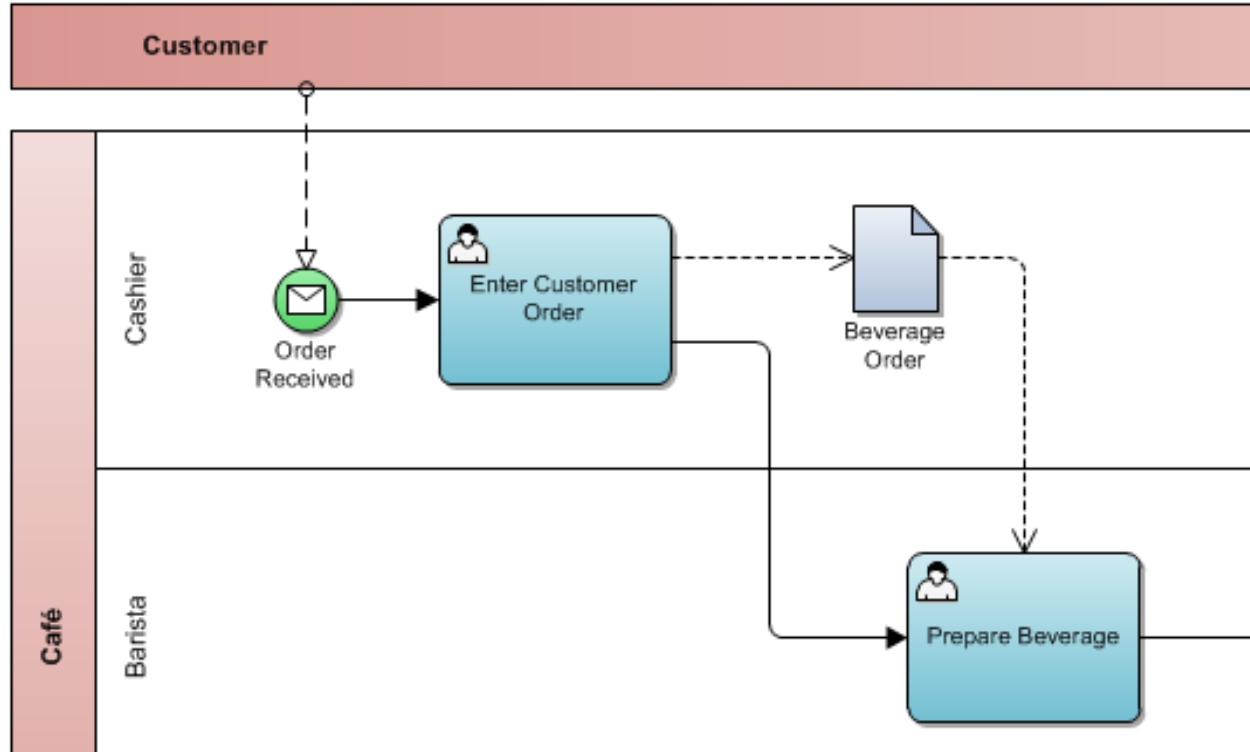 Customer
Café
Cashier
Order
Received
Enter Customer
Order
Beverage
Order
Barista
Prepare Beverage